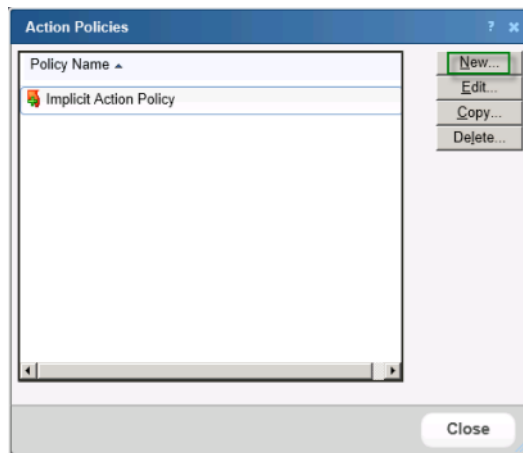 Action Policies ? ×
Policy Name
Implicit Action Policy
New...
Edit...
Copy...
Delete...
Close